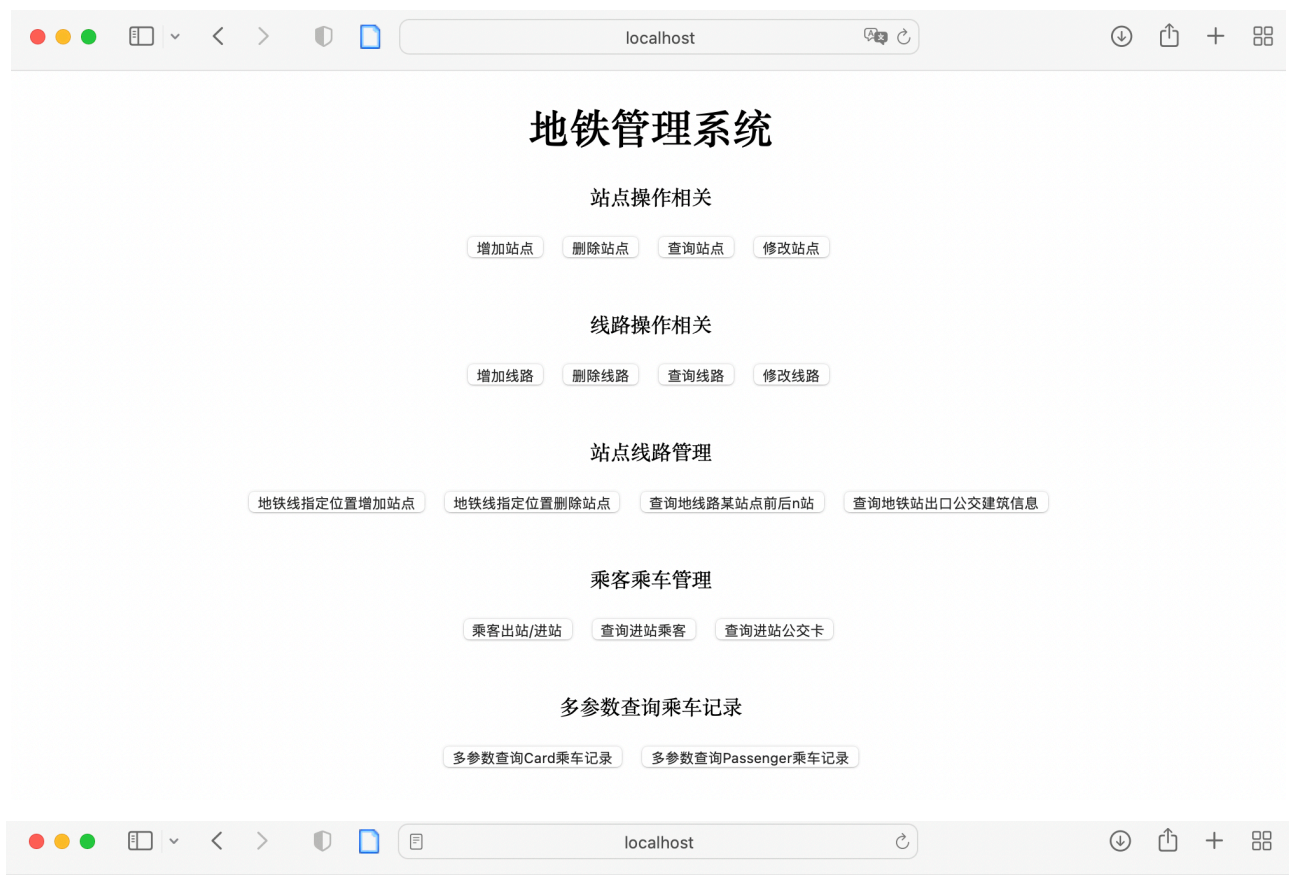 localhost
地铁管理系统
站点操作相关
增加站点 删除站点 查询站点 修改站点
线路操作相关
增加线路 删除线路 查询线路 修改线路
站点线路管理
地铁线指定位置增加站点 地铁线指定位置删除站点 查询地线路某站点前后n站 查询地铁站出口公交建筑信息
乘客乘车管理
乘客出站/进站 查询进站乘客 查询进站公交卡
多参数查询乘车记录
多参数查询Card乘车记录 多参数查询Passenger乘车记录
localhost